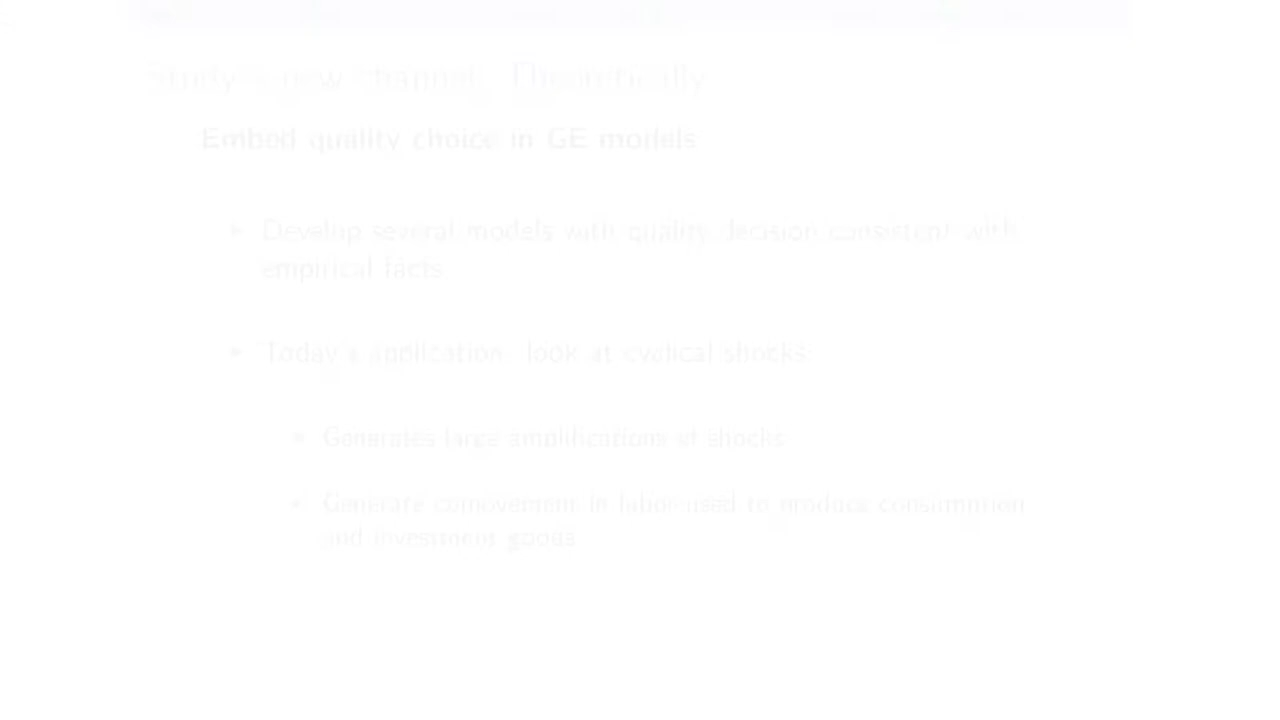 Study a new channel: Theoretically
Embed quality choice in GE models
Develop several models with quality decision consistent with
empirical facts
Today's application: look at cyclical shocks
Generates large amplifications of shocks
Generate comovement in labor used to produce consumption
and investment goods